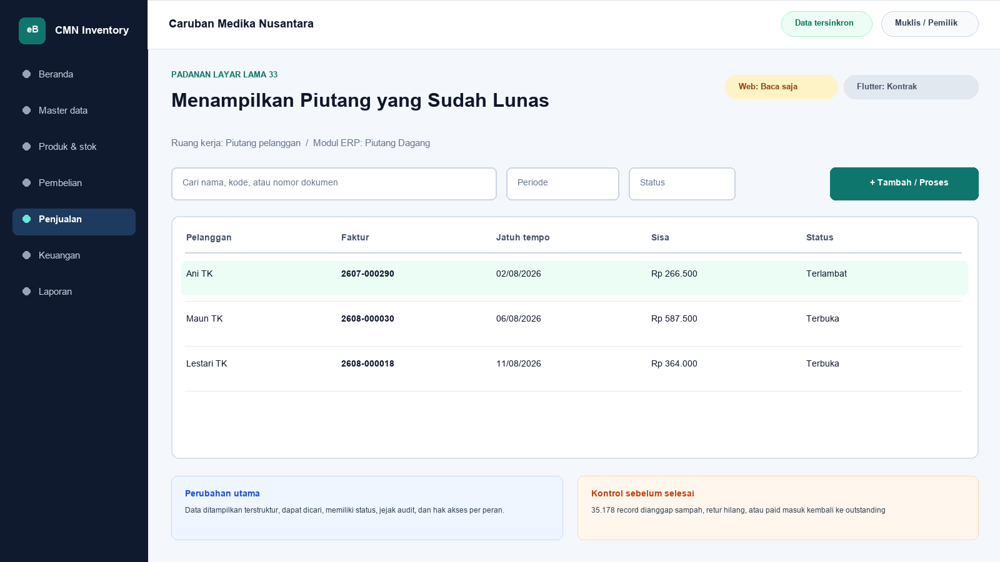 eB
CMN Inventory
Beranda
Master data
Produk & stok
Pembelian
Penjualan
Keuangan
Laporan
Caruban Medika Nusantara
Data tersinkron
Muklis / Pemilik
PADANAN LAYAR LAMA 33
Menampilkan Piutang yang Sudah Lunas
Web: Baca saja
Flutter: Kontrak
Ruang kerja: Piutang pelanggan / Modul ERP: Piutang Dagang
Cari nama, kode, atau nomor dokumen
Periode
Status
+ Tambah / Proses
Pelanggan Faktur Jatuh tempo Sisa Status
Ani TK 2607-000290 02/08/2026 Rp 266.500 Terlambat
Maun TK 2608-000030 06/08/2026 Rp 587.500 Terbuka
Lestari TK 2608-000018 11/08/2026 Rp 364.000 Terbuka
Perubahan utama
Data ditampilkan terstruktur, dapat dicari, memiliki status, jejak audit, dan hak akses per peran.
Kontrol sebelum selesai
35.178 record dianggap sampah, retur hilang, atau paid masuk kembali ke outstanding